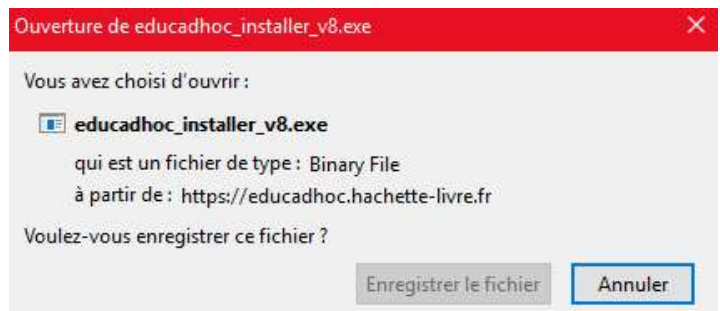 Ouverture de educadhoc_installer_v8.exe
Vous avez choisi d'ouvrir :
educadhoc_installer_v8.exe
qui est un fichier de type : Binary File
à partir de : https://educadhoc.hachette-livre.fr
Voulez-vous enregistrer ce fichier ?
Enregistrer le fichier Annuler